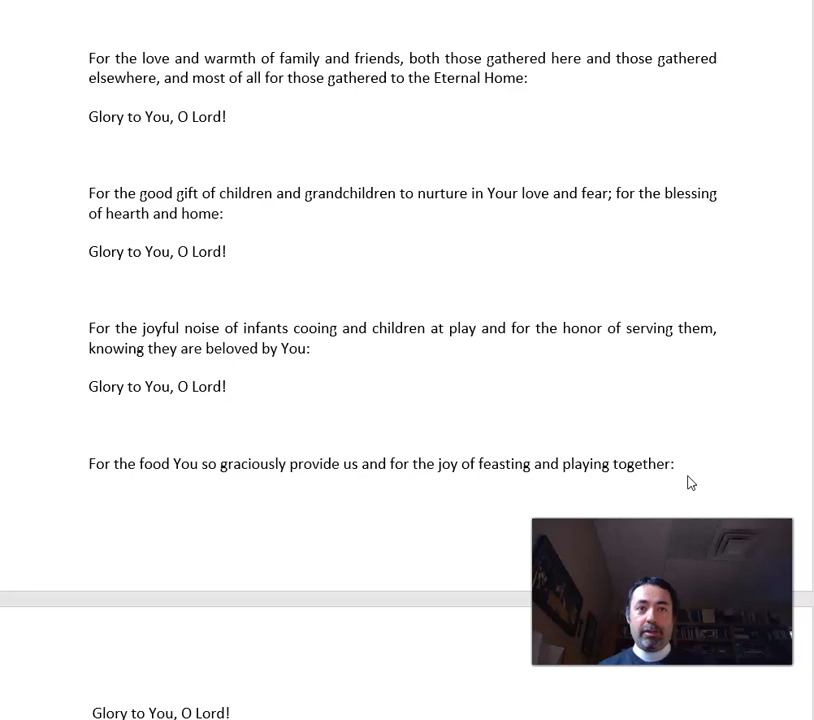 For the love and warmth of family and friends, both those gathered here and those gathered
elsewhere, and most of all for those gathered to the Eternal Home:
Glory to You, O Lord!
For the good gift of children and grandchildren to nurture in Your love and fear; for the blessing
of hearth and home:
Glory to You, O Lord!
For the joyful noise of infants cooing and children at play and for the honor of serving them,
knowing they are beloved by You:
Glory to You, O Lord!
For the food You so graciously provide us and for the joy of feasting and playing together:
Glory to You, O Lord!